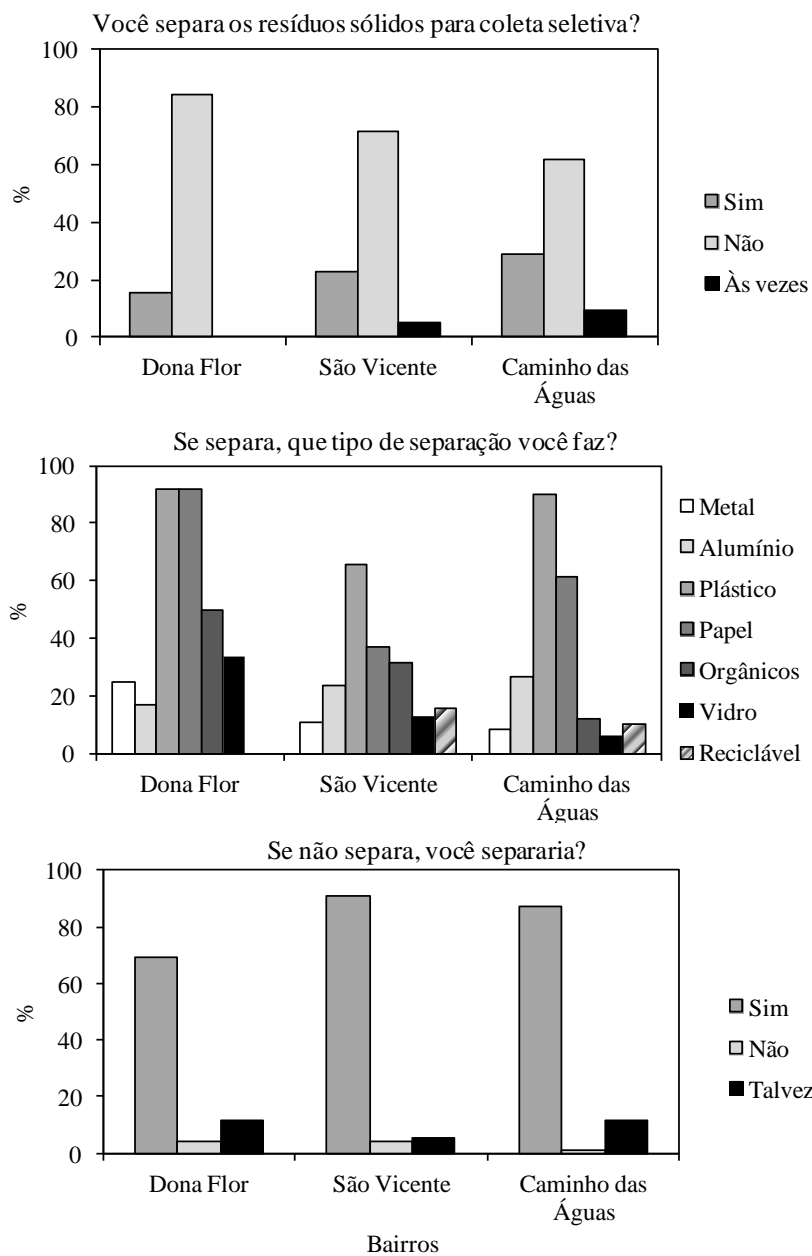 Você separa os resíduos sólidos para coleta seletiva?
100
80
60
40
20
0
%
Dona Flor
São Vicente
Caminho das
Águas
Sim
Não
Às vezes
Se separa, que tipo de separação você faz?
100
80
60
40
20
0
%
Dona Flor
São Vicente
Caminho das
Águas
Metal
Alumínio
Plástico
Papel
Orgânicos
Vidro
Reciclável
Se não separa, você separaria?
100
80
60
40
20
0
%
Dona Flor
São Vicente
Caminho das
Águas
Sim
Não
Talvez
Bairros